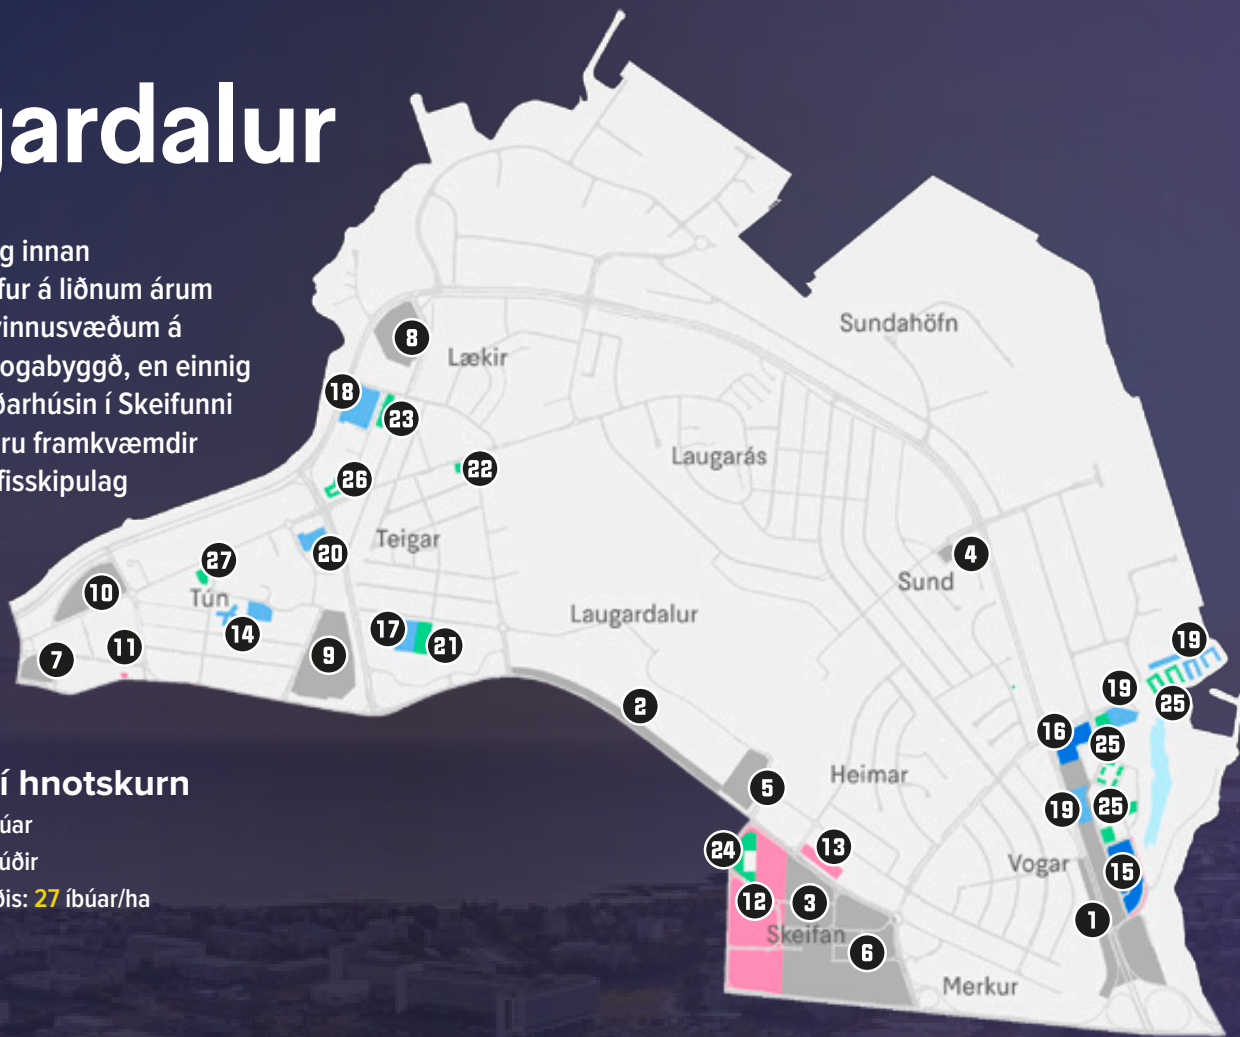 gardalur
g innan
fur á liðnum árum
vinnusvæðum á
ogabyggð, en einnig
ðarhúsin í Skeifunni
ru framkvæmdir
fisskipulag
í hnotskurn
úar
úðir
ðis: 27 íbúar/ha
Sundahöfn
8
Lækir
18
23
Laugarás
22
26
Teigar
20
4
27
Sund
10
Tún
Laugardalur
14
17
21
11
9
7
19
19
25
2
16
25
Heimar
5
19
25
24
13
Vogar
15
12
3
1
Skeifan
6
Merkur